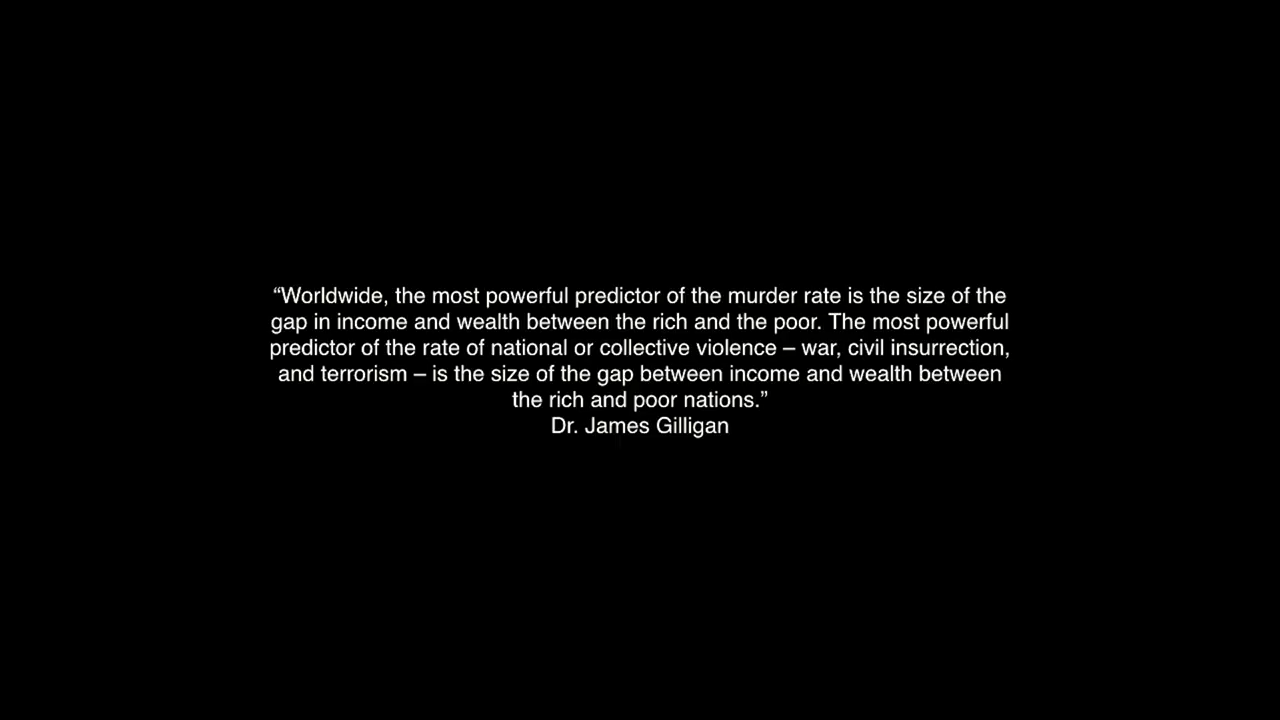 “Worldwide, the most powerful predictor of the murder rate is the size of the
gap in income and wealth between the rich and the poor. The most powerful
predictor of the rate of national or collective violence – war, civil insurrection,
and terrorism – is the size of the gap between income and wealth between
the rich and poor nations.”
Dr. James Gilligan